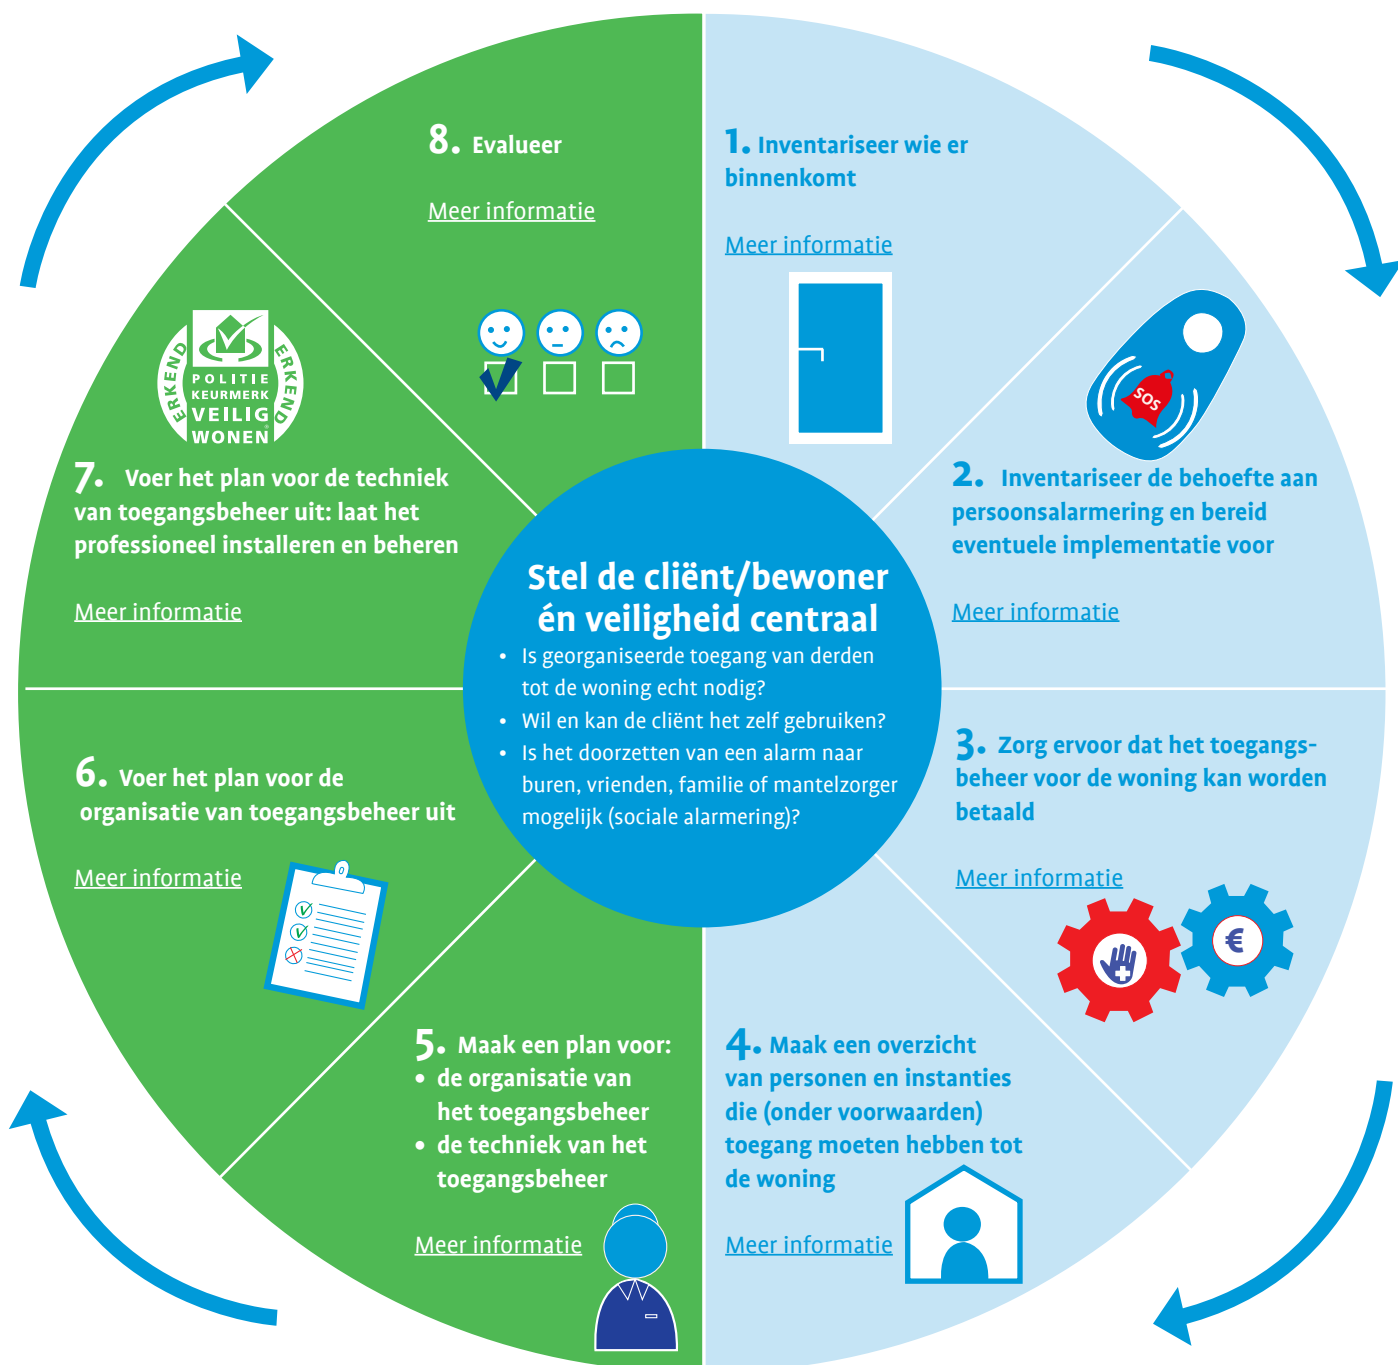 1. Inventariseer wie er
binnenkomt
Meer informatie
SOS
2. Inventariseer de behoefte aan
persoonsalarmering en bereid
eventuele implementatie voor
Meer informatie
3. Zorg ervoor dat het toegangs-
beheer voor de woning kan worden
betaald
Meer informatie
€
4. Maak een overzicht
van personen en instanties
die (onder voorwaarden)
toegang moeten hebben tot
de woning
Meer informatie
5. Maak een plan voor:
• de organisatie van
het toegangsbeheer
• de techniek van het
toegangsbeheer
Meer informatie
6. Voer het plan voor de
organisatie van toegangsbeheer uit
Meer informatie
ERKEND
POLITIE
KEURMERK
VEILIG
WONEN®
ERKEND
7. Voer het plan voor de techniek
van toegangsbeheer uit: laat het
professioneel installeren en beheren
Meer informatie
8. Evalueer
Meer informatie
Stel de cliënt/bewoner
én veiligheid centraal
• Is georganiseerde toegang van derden
tot de woning echt nodig?
• Wil en kan de cliënt het zelf gebruiken?
• Is het doorzetten van een alarm naar
buren, vrienden, familie of mantelzorger
mogelijk (sociale alarmering)?